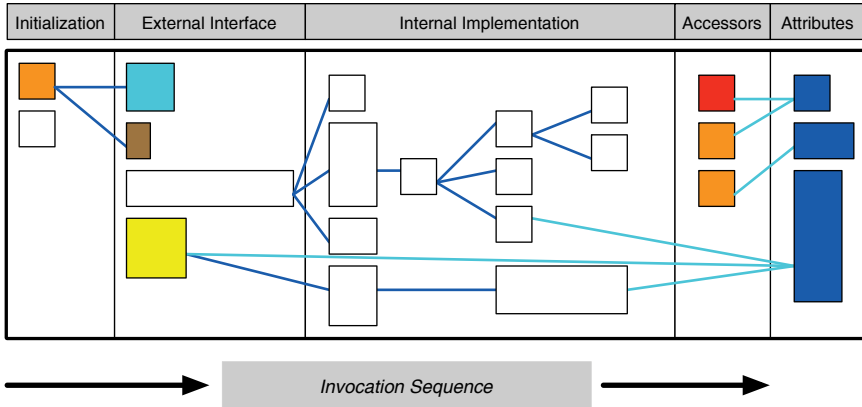 Initialization
External Interface
Internal Implementation
Accessors
Attributes
Invocation Sequence